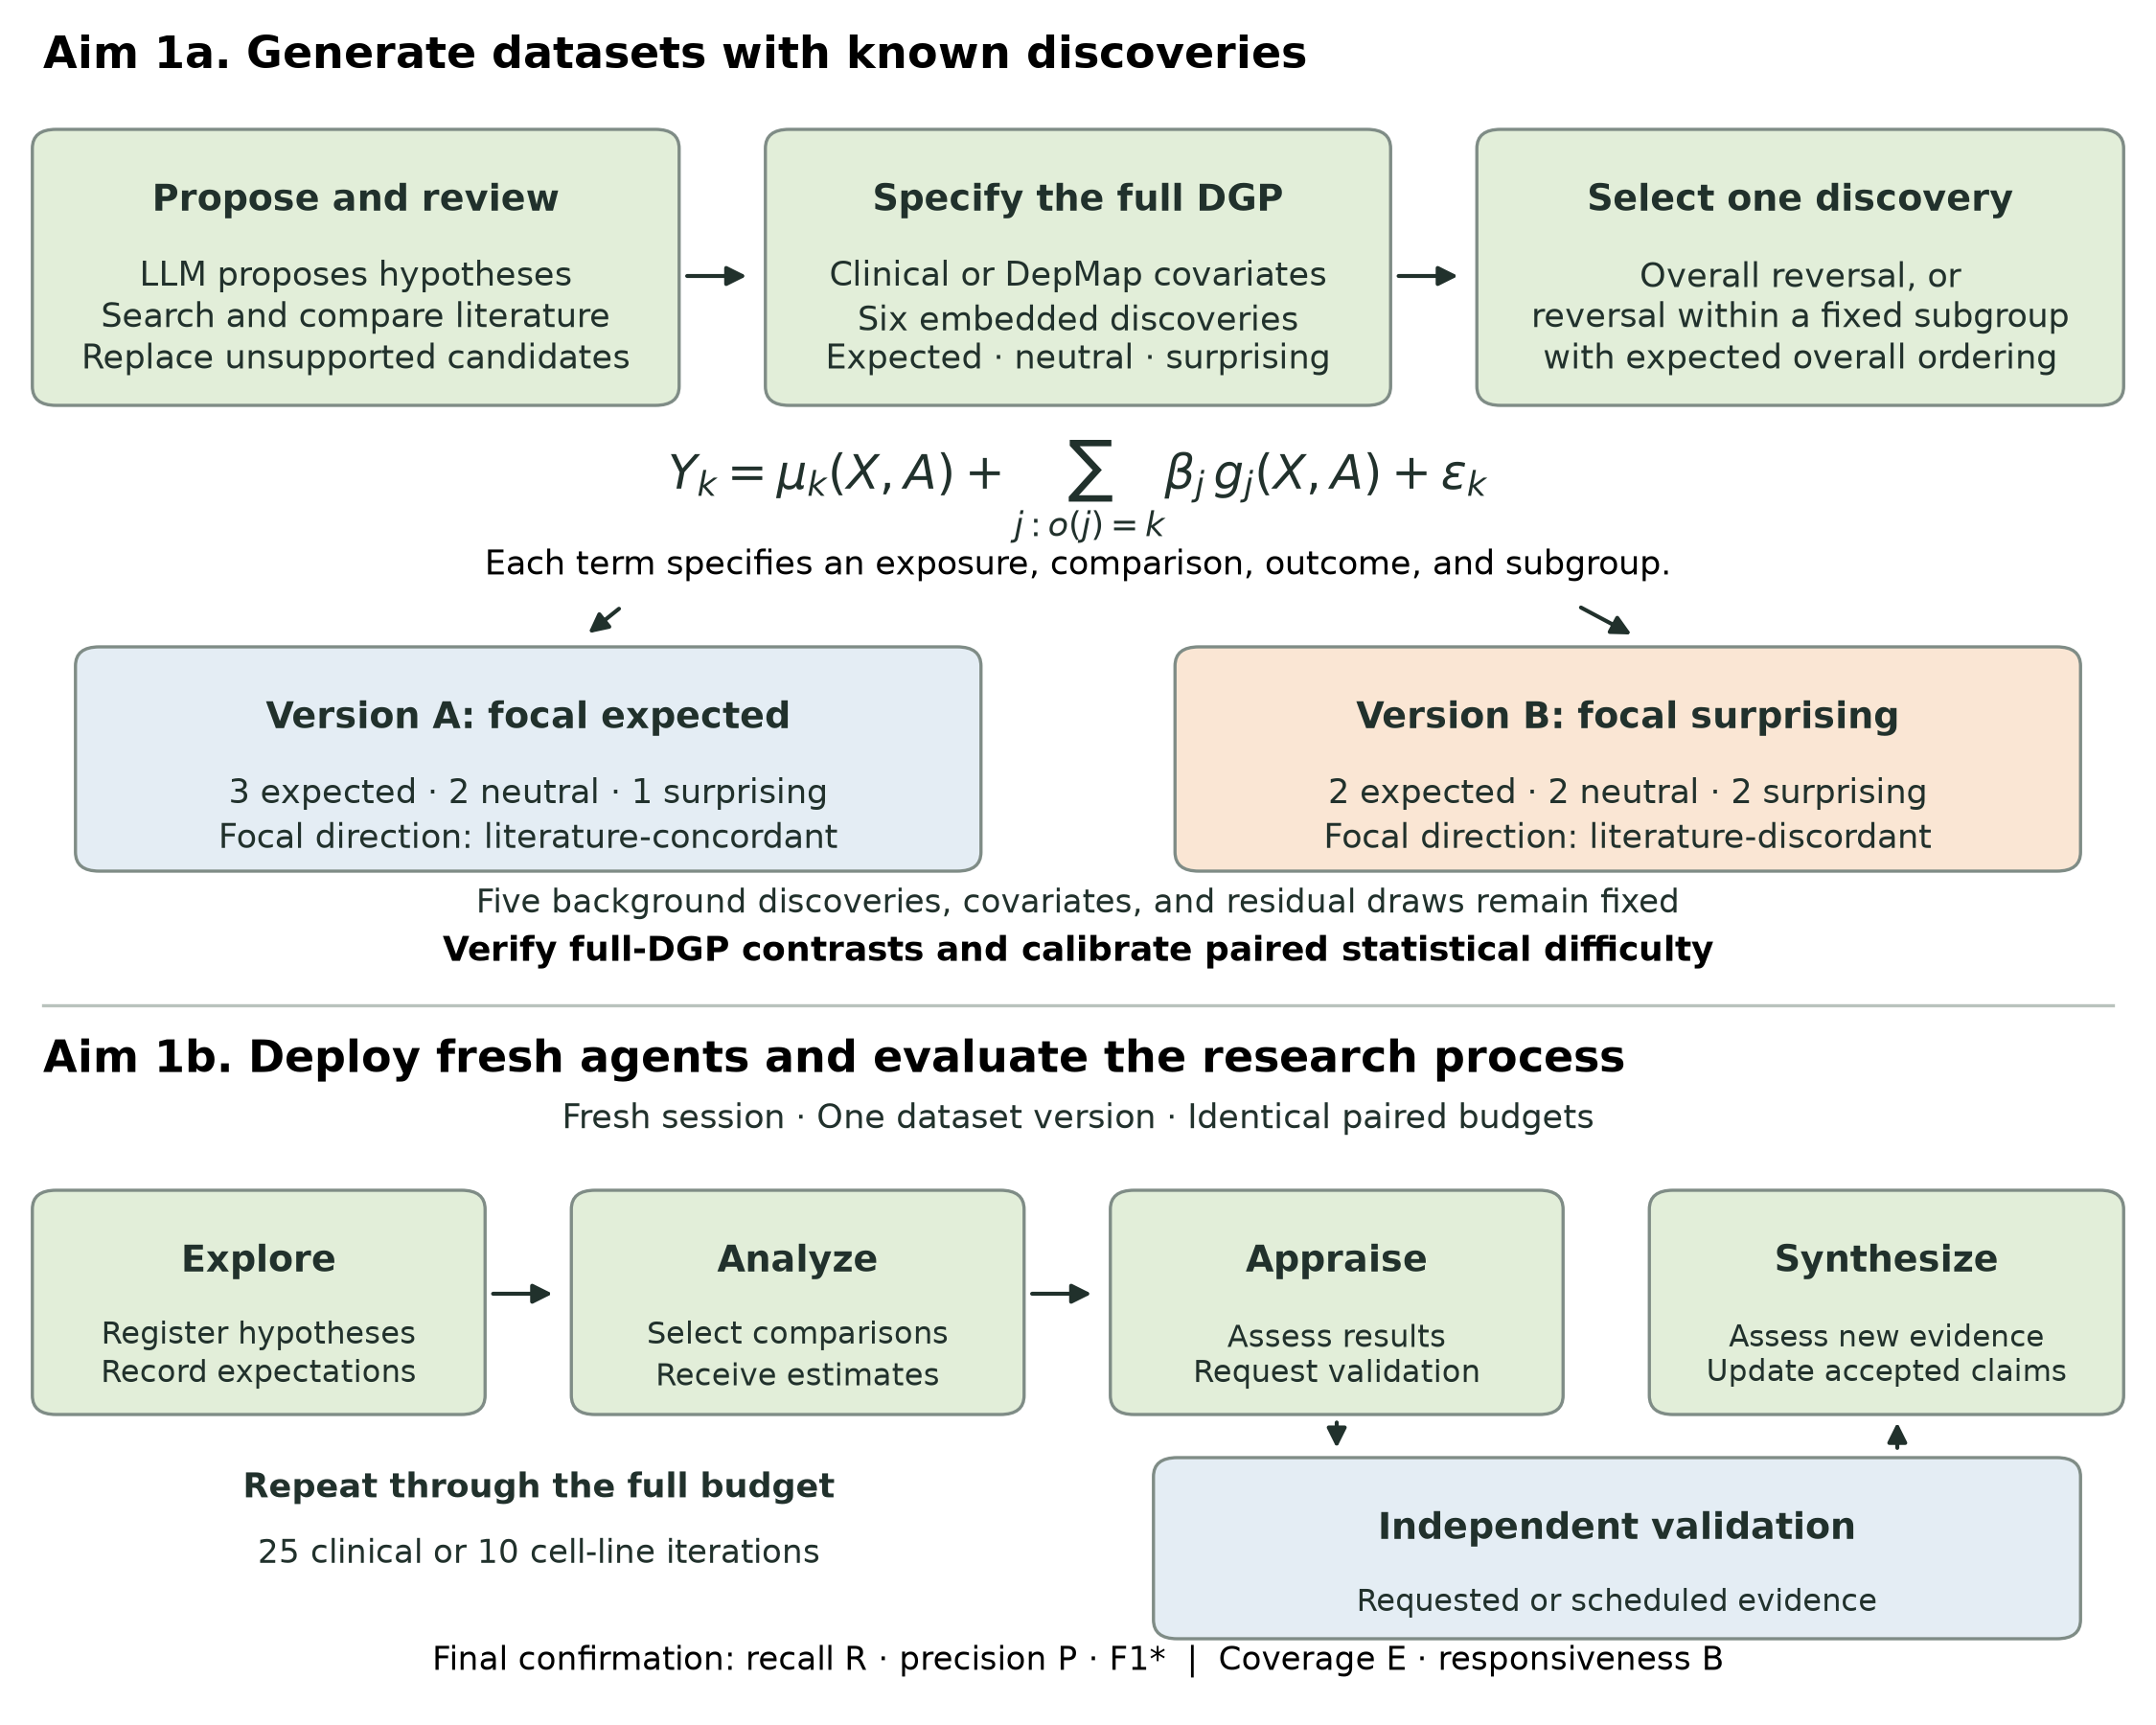 Aim 1a. Generate datasets with known discoveries
Propose and review
LLM proposes hypotheses
Search and compare literature
Replace unsupported candidates
Specify the full DGP
Clinical or DepMap covariates
Six embedded discoveries
Expected · neutral · surprising
Select one discovery
Overall reversal, or
reversal within a fixed subgroup
with expected overall ordering
Y_k = μ_k(X, A) + ∑_{j : o(j) = k} β_j g_j(X, A) + ε_k
Each term specifies an exposure, comparison, outcome, and subgroup.
Version A: focal expected
3 expected · 2 neutral · 1 surprising
Focal direction: literature-concordant
Version B: focal surprising
2 expected · 2 neutral · 2 surprising
Focal direction: literature-discordant
Five background discoveries, covariates, and residual draws remain fixed
Verify full-DGP contrasts and calibrate paired statistical difficulty
Aim 1b. Deploy fresh agents and evaluate the research process
Fresh session · One dataset version · Identical paired budgets
Explore
Register hypotheses
Record expectations
Analyze
Select comparisons
Receive estimates
Appraise
Assess results
Request validation
Synthesize
Assess new evidence
Update accepted claims
Repeat through the full budget
25 clinical or 10 cell-line iterations
Independent validation
Requested or scheduled evidence
Final confirmation: recall R · precision P · F1* | Coverage E · responsiveness B